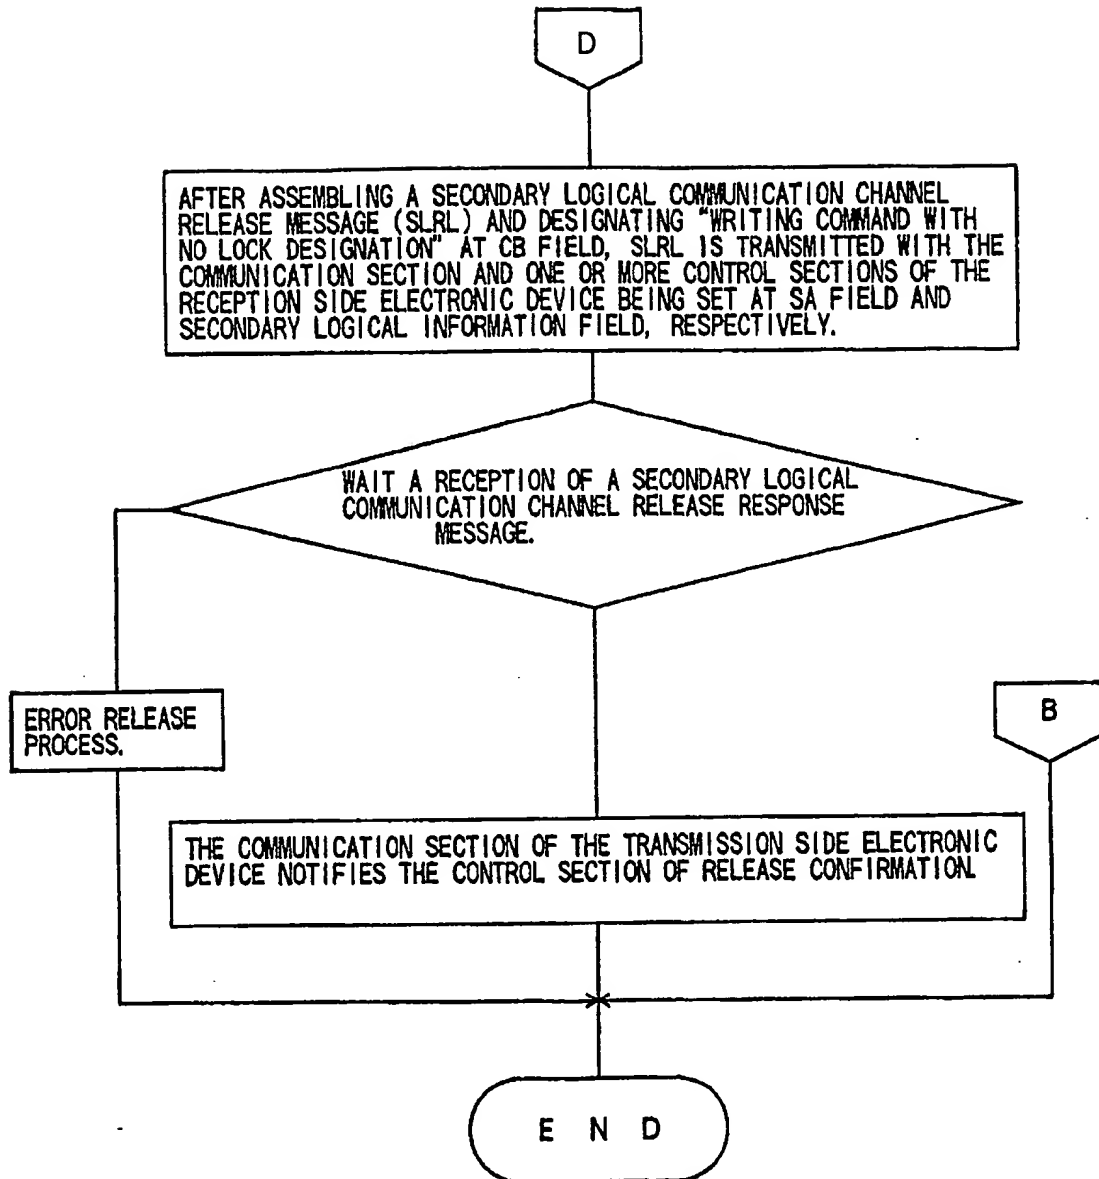 D
AFTER ASSEMBLING A SECONDARY LOGICAL COMMUNICATION CHANNEL
RELEASE MESSAGE (SLRL) AND DESIGNATING "WRITING COMMAND WITH
NO LOCK DESIGNATION" AT CB FIELD, SLRL IS TRANSMITTED WITH THE
COMMUNICATION SECTION AND ONE OR MORE CONTROL SECTIONS OF THE
RECEPTION SIDE ELECTRONIC DEVICE BEING SET AT SA FIELD AND
SECONDARY LOGICAL INFORMATION FIELD, RESPECTIVELY.
WAIT A RECEPTION OF A SECONDARY LOGICAL
COMMUNICATION CHANNEL RELEASE RESPONSE
MESSAGE.
ERROR RELEASE
PROCESS.
B
THE COMMUNICATION SECTION OF THE TRANSMISSION SIDE ELECTRONIC
DEVICE NOTIFIES THE CONTROL SECTION OF RELEASE CONFIRMATION.
E N D